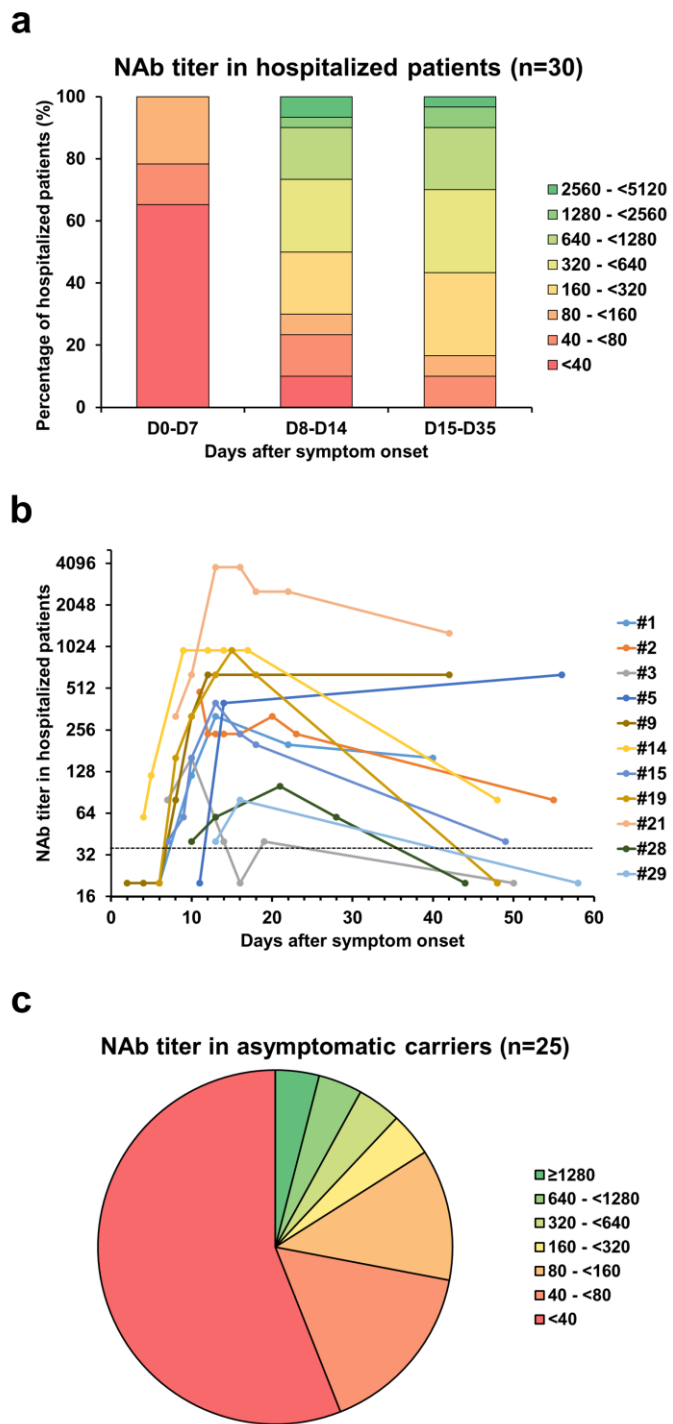 a
NAb titer in hospitalized patients (n=30)
Percentage of hospitalized patients (%)
100
80
60
40
20
0
D0-D7
D8-D14
D15-D35
Days after symptom onset
2560 - <5120
1280 - <2560
640 - <1280
320 - <640
160 - <320
80 - <160
40 - <80
<40
b
NAb titer in hospitalized patients
4096
2048
1024
512
256
128
64
32
16
0
10
20
30
40
50
60
Days after symptom onset
#1
#2
#3
#5
#9
#14
#15
#19
#21
#28
#29
c
NAb titer in asymptomatic carriers (n=25)
≥1280
640 - <1280
320 - <640
160 - <320
80 - <160
40 - <80
<40